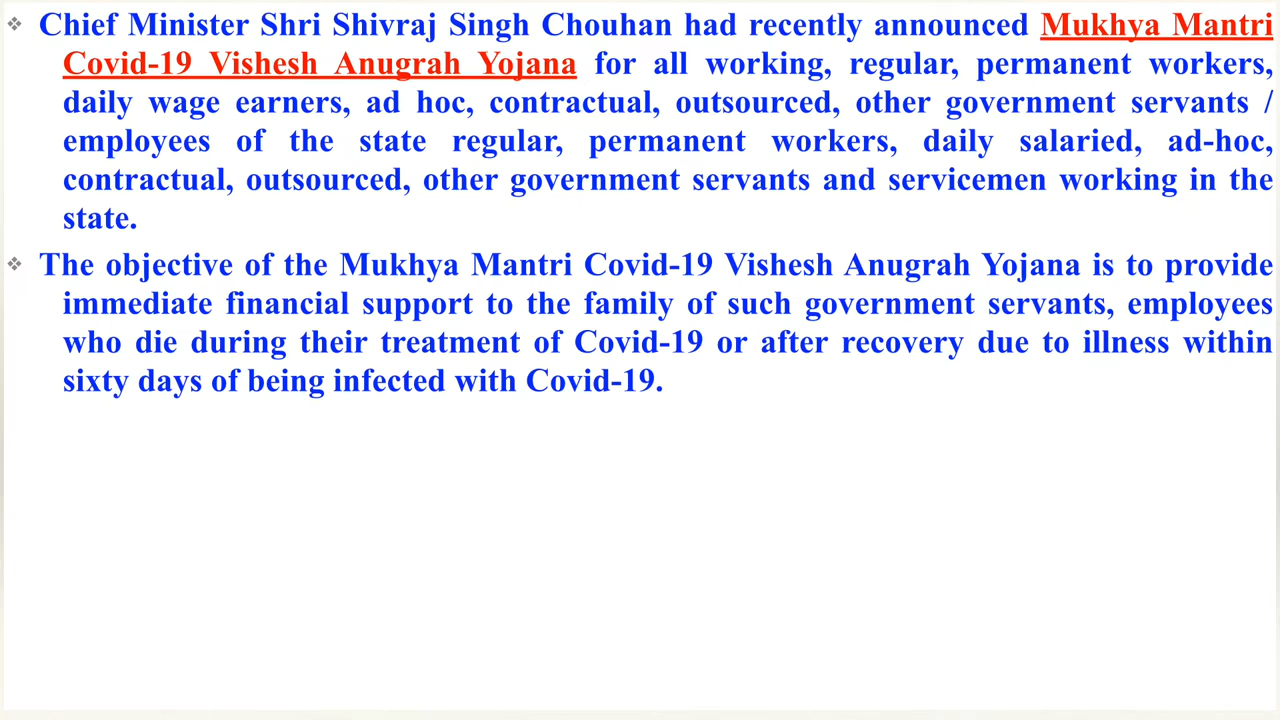 ❖ Chief Minister Shri Shivraj Singh Chouhan had recently announced Mukhya Mantri
Covid-19 Vishesh Anugrah Yojana for all working, regular, permanent workers,
daily wage earners, ad hoc, contractual, outsourced, other government servants /
employees of the state regular, permanent workers, daily salaried, ad-hoc,
contractual, outsourced, other government servants and servicemen working in the
state.
❖ The objective of the Mukhya Mantri Covid-19 Vishesh Anugrah Yojana is to provide
immediate financial support to the family of such government servants, employees
who die during their treatment of Covid-19 or after recovery due to illness within
sixty days of being infected with Covid-19.